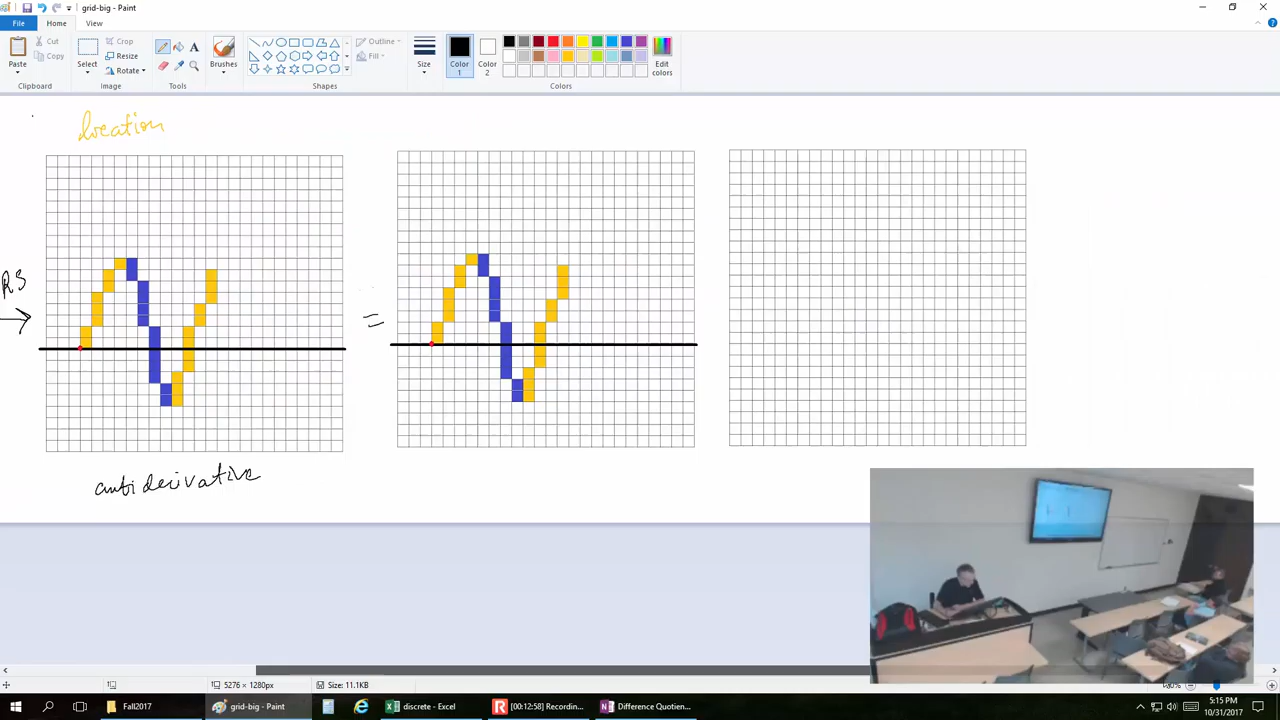 grid-big - Paint
File
Home
View
Paste
Cut
Copy
Clipboard
Select
Crop
Resize
Rotate
Image
Tools
Brushes
Outline
Fill
Shapes
Size
Color 1
Color 2
Edit colors
Colors
location
RS
=
antiderivative
5276 × 1280px
Size: 11.1KB
Fall2017
grid-big - Paint
discrete - Excel
[00:12:58] Recordin...
Difference Quotien...
5:15 PM
10/31/2017